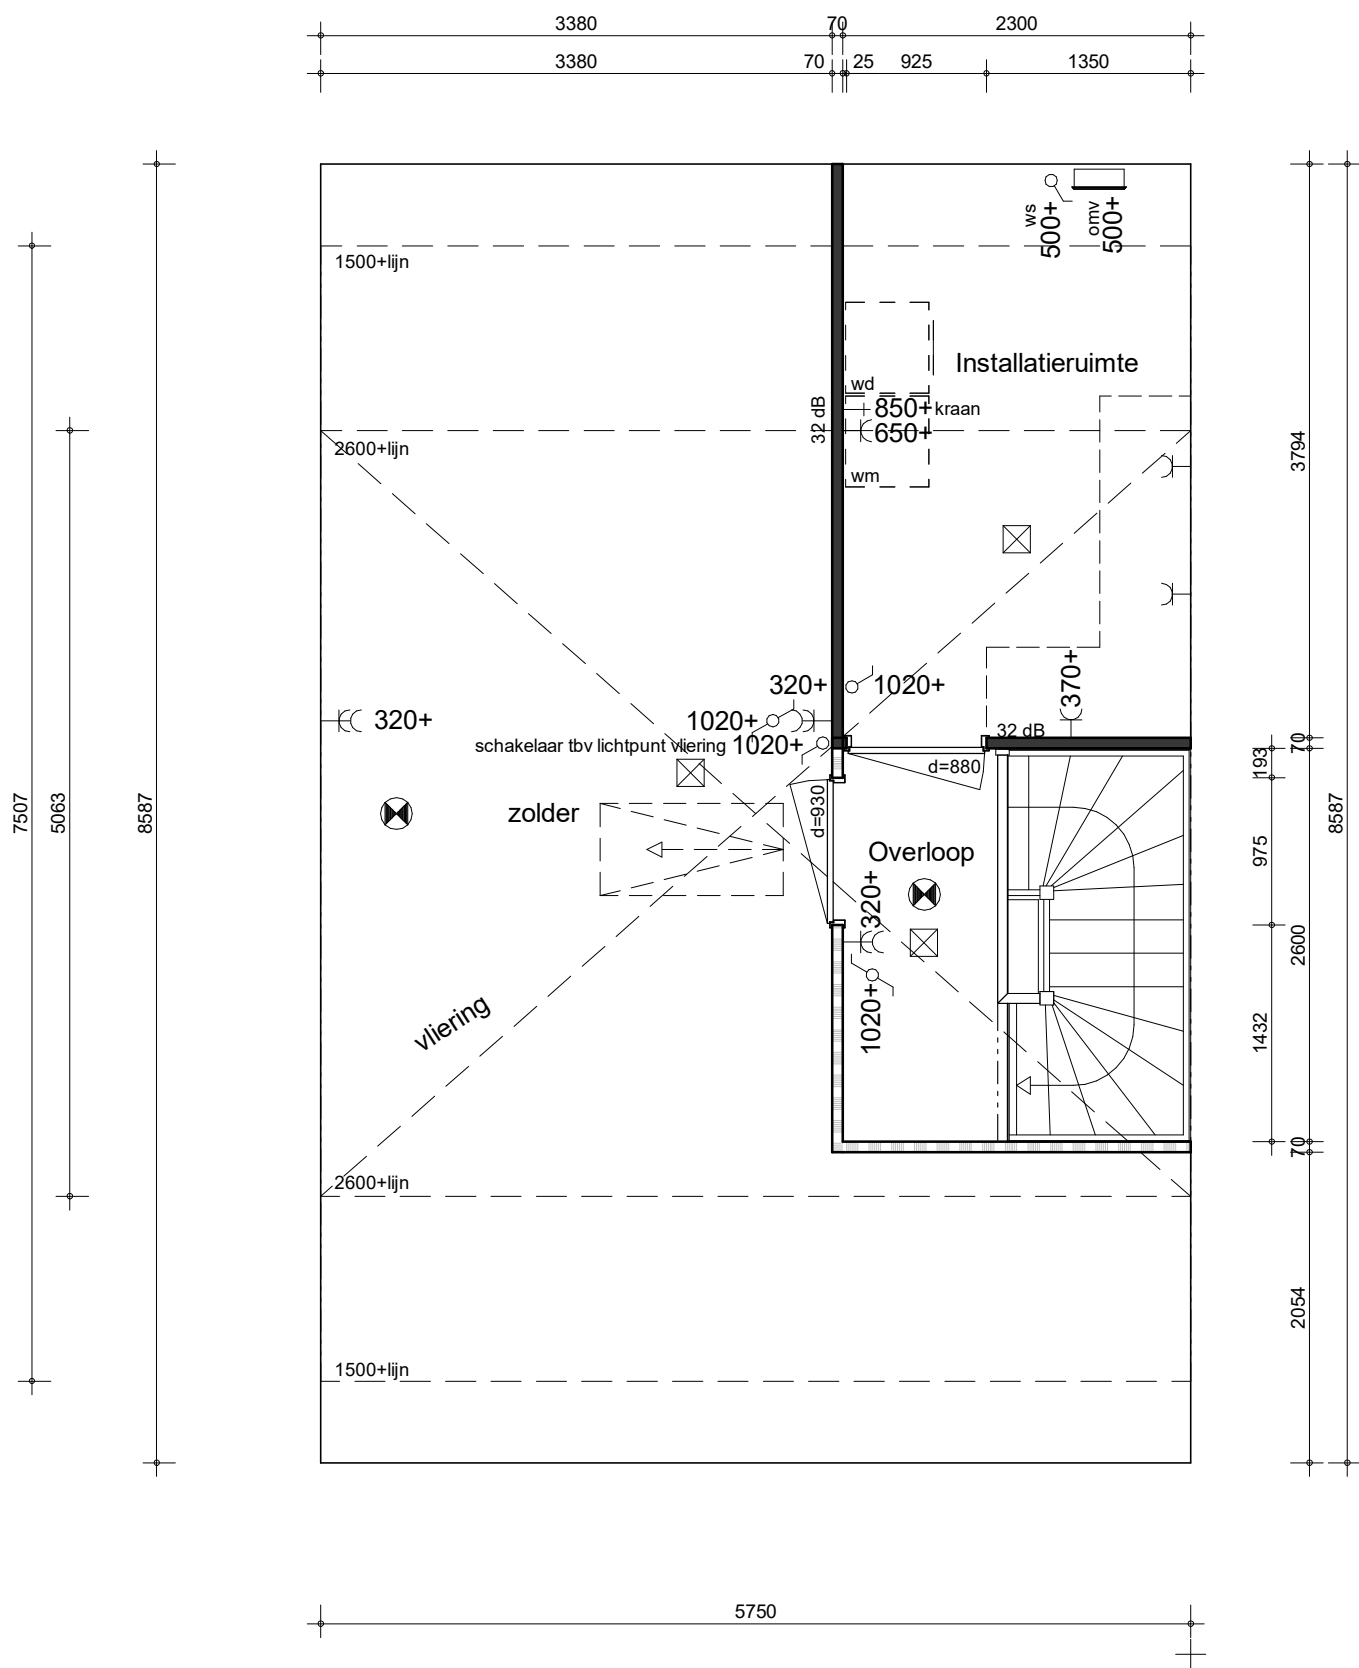 3380
70
2300
3380
70
25
925
1350
ws
500+
omv
500+
1500+lijn
Installatieruimte
wd
850+ kraan
32 dB
650+
2600+lijn
wm
3794
370+
320+
1020+
320+
1020+
32 dB
schakelaar tbv lichtpunt vliering 1020+
70
193
d=880
d=930
zolder
7507
5063
8587
8587
975
Overloop
320+
2600
1020+
vliering
1432
70
2600+lijn
2054
1500+lijn
5750